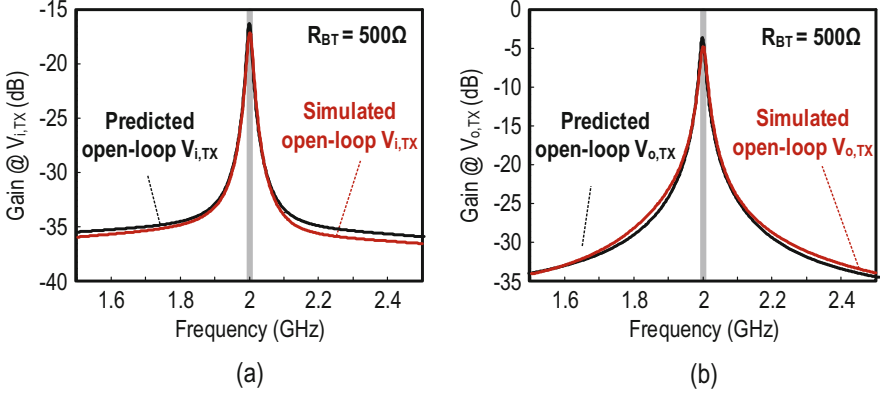 -15
-20
-25
-30
-35
-40
Gain @ Vi,TX (dB)
RBT = 500Ω
Predicted
open-loop Vi,TX
Simulated
open-loop Vi,TX
1.6
1.8
2
2.2
2.4
Frequency (GHz)
(a)
0
-5
-10
-15
-20
-25
-30
-35
Gain @ Vo,TX (dB)
RBT = 500Ω
Predicted
open-loop Vo,TX
Simulated
open-loop Vo,TX
1.6
1.8
2
2.2
2.4
Frequency (GHz)
(b)